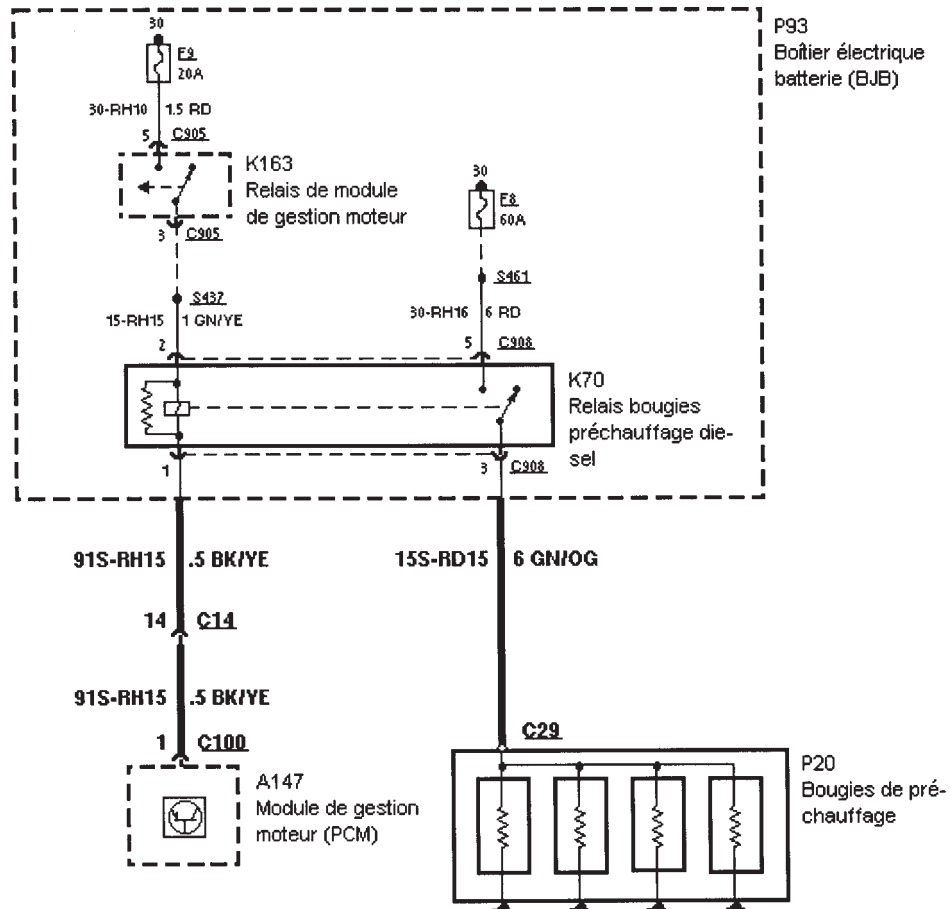 P93
Boîtier électrique
batterie (BJB)
30
F9
20A
30-RH10 1.5 RD
5 C905
K163
Relais de module
de gestion moteur
3 C905
30
F8
60A
S437
S461
15-RH15 1 GN/YE
30-RH16 6 RD
2
5 C908
K70
Relais bougies
préchauffage die-
sel
1
3 C908
91S-RH15 .5 BK/YE
15S-RD15 6 GN/OG
14 C14
91S-RH15 .5 BK/YE
1 C100
C29
A147
Module de gestion
moteur (PCM)
P20
Bougies de pré-
chauffage